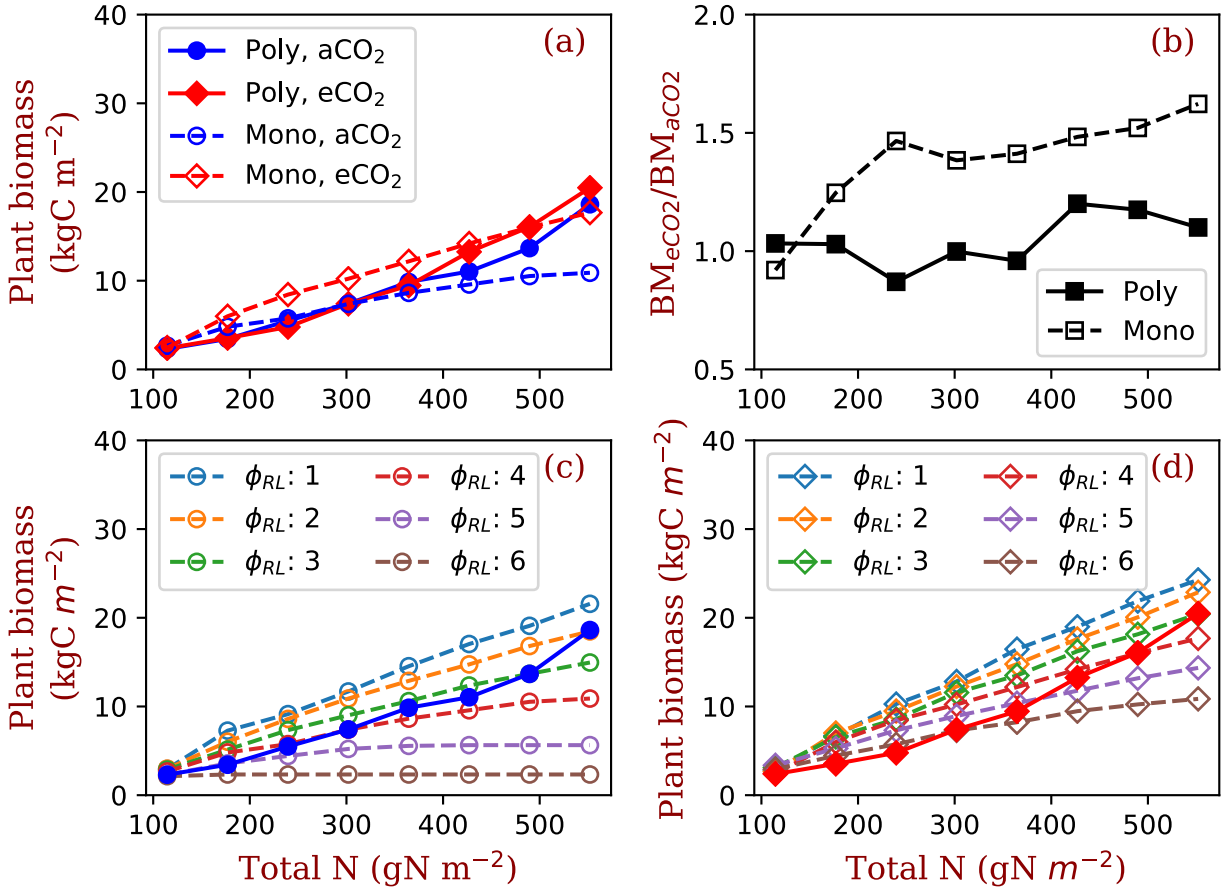 40
30
20
10
0
Plant biomass
(kgC m⁻²)
(a)
Poly, aCO₂
Poly, eCO₂
Mono, aCO₂
Mono, eCO₂
100 200 300 400 500
2.0
1.5
1.0
0.5
BM_eCO2/BM_aCO2
(b)
Poly
Mono
100 200 300 400 500
40
30
20
10
0
Plant biomass
(kgC m⁻²)
(c)
ϕ_RL: 1 ϕ_RL: 4
ϕ_RL: 2 ϕ_RL: 5
ϕ_RL: 3 ϕ_RL: 6
100 200 300 400 500
Total N (gN m⁻²)
40
30
20
10
0
Plant biomass (kgC m⁻²)
(d)
ϕ_RL: 1 ϕ_RL: 4
ϕ_RL: 2 ϕ_RL: 5
ϕ_RL: 3 ϕ_RL: 6
100 200 300 400 500
Total N (gN m⁻²)